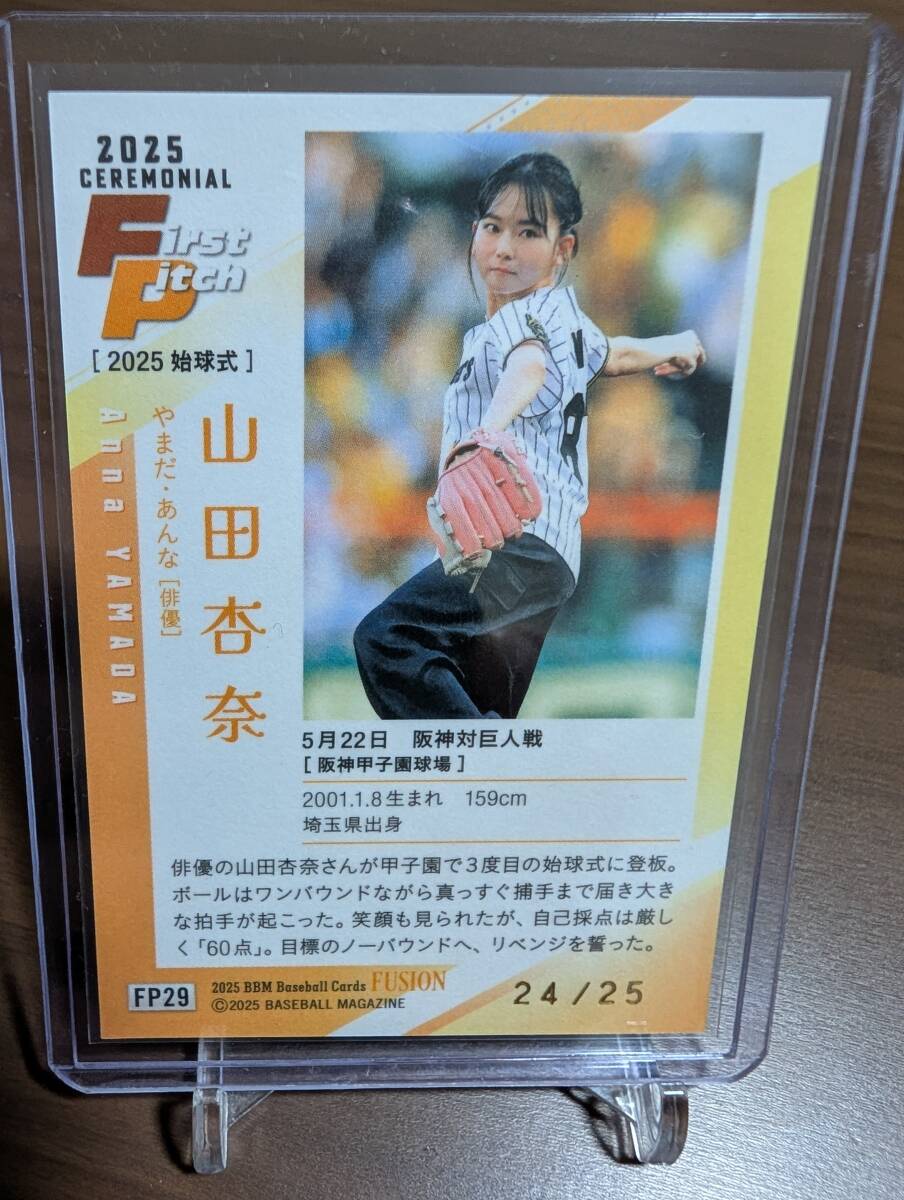 2025
CEREMONIAL
First
Pitch
[ 2025 始球式 ]
山田杏奈
やまだ・あんな［俳優］
Anna YAMADA
5月22日　阪神対巨人戦
[ 阪神甲子園球場 ]
2001.1.8生まれ　159cm
埼玉県出身
俳優の山田杏奈さんが甲子園で3度目の始球式に登板。
ボールはワンバウンドながら真っすぐ捕手まで届き大き
な拍手が起こった。笑顔も見られたが、自己採点は厳し
く「60点」。目標のノーバウンドへ、リベンジを誓った。
FP29
2025 BBM Baseball Cards FUSION
©2025 BASEBALL MAGAZINE
24/25